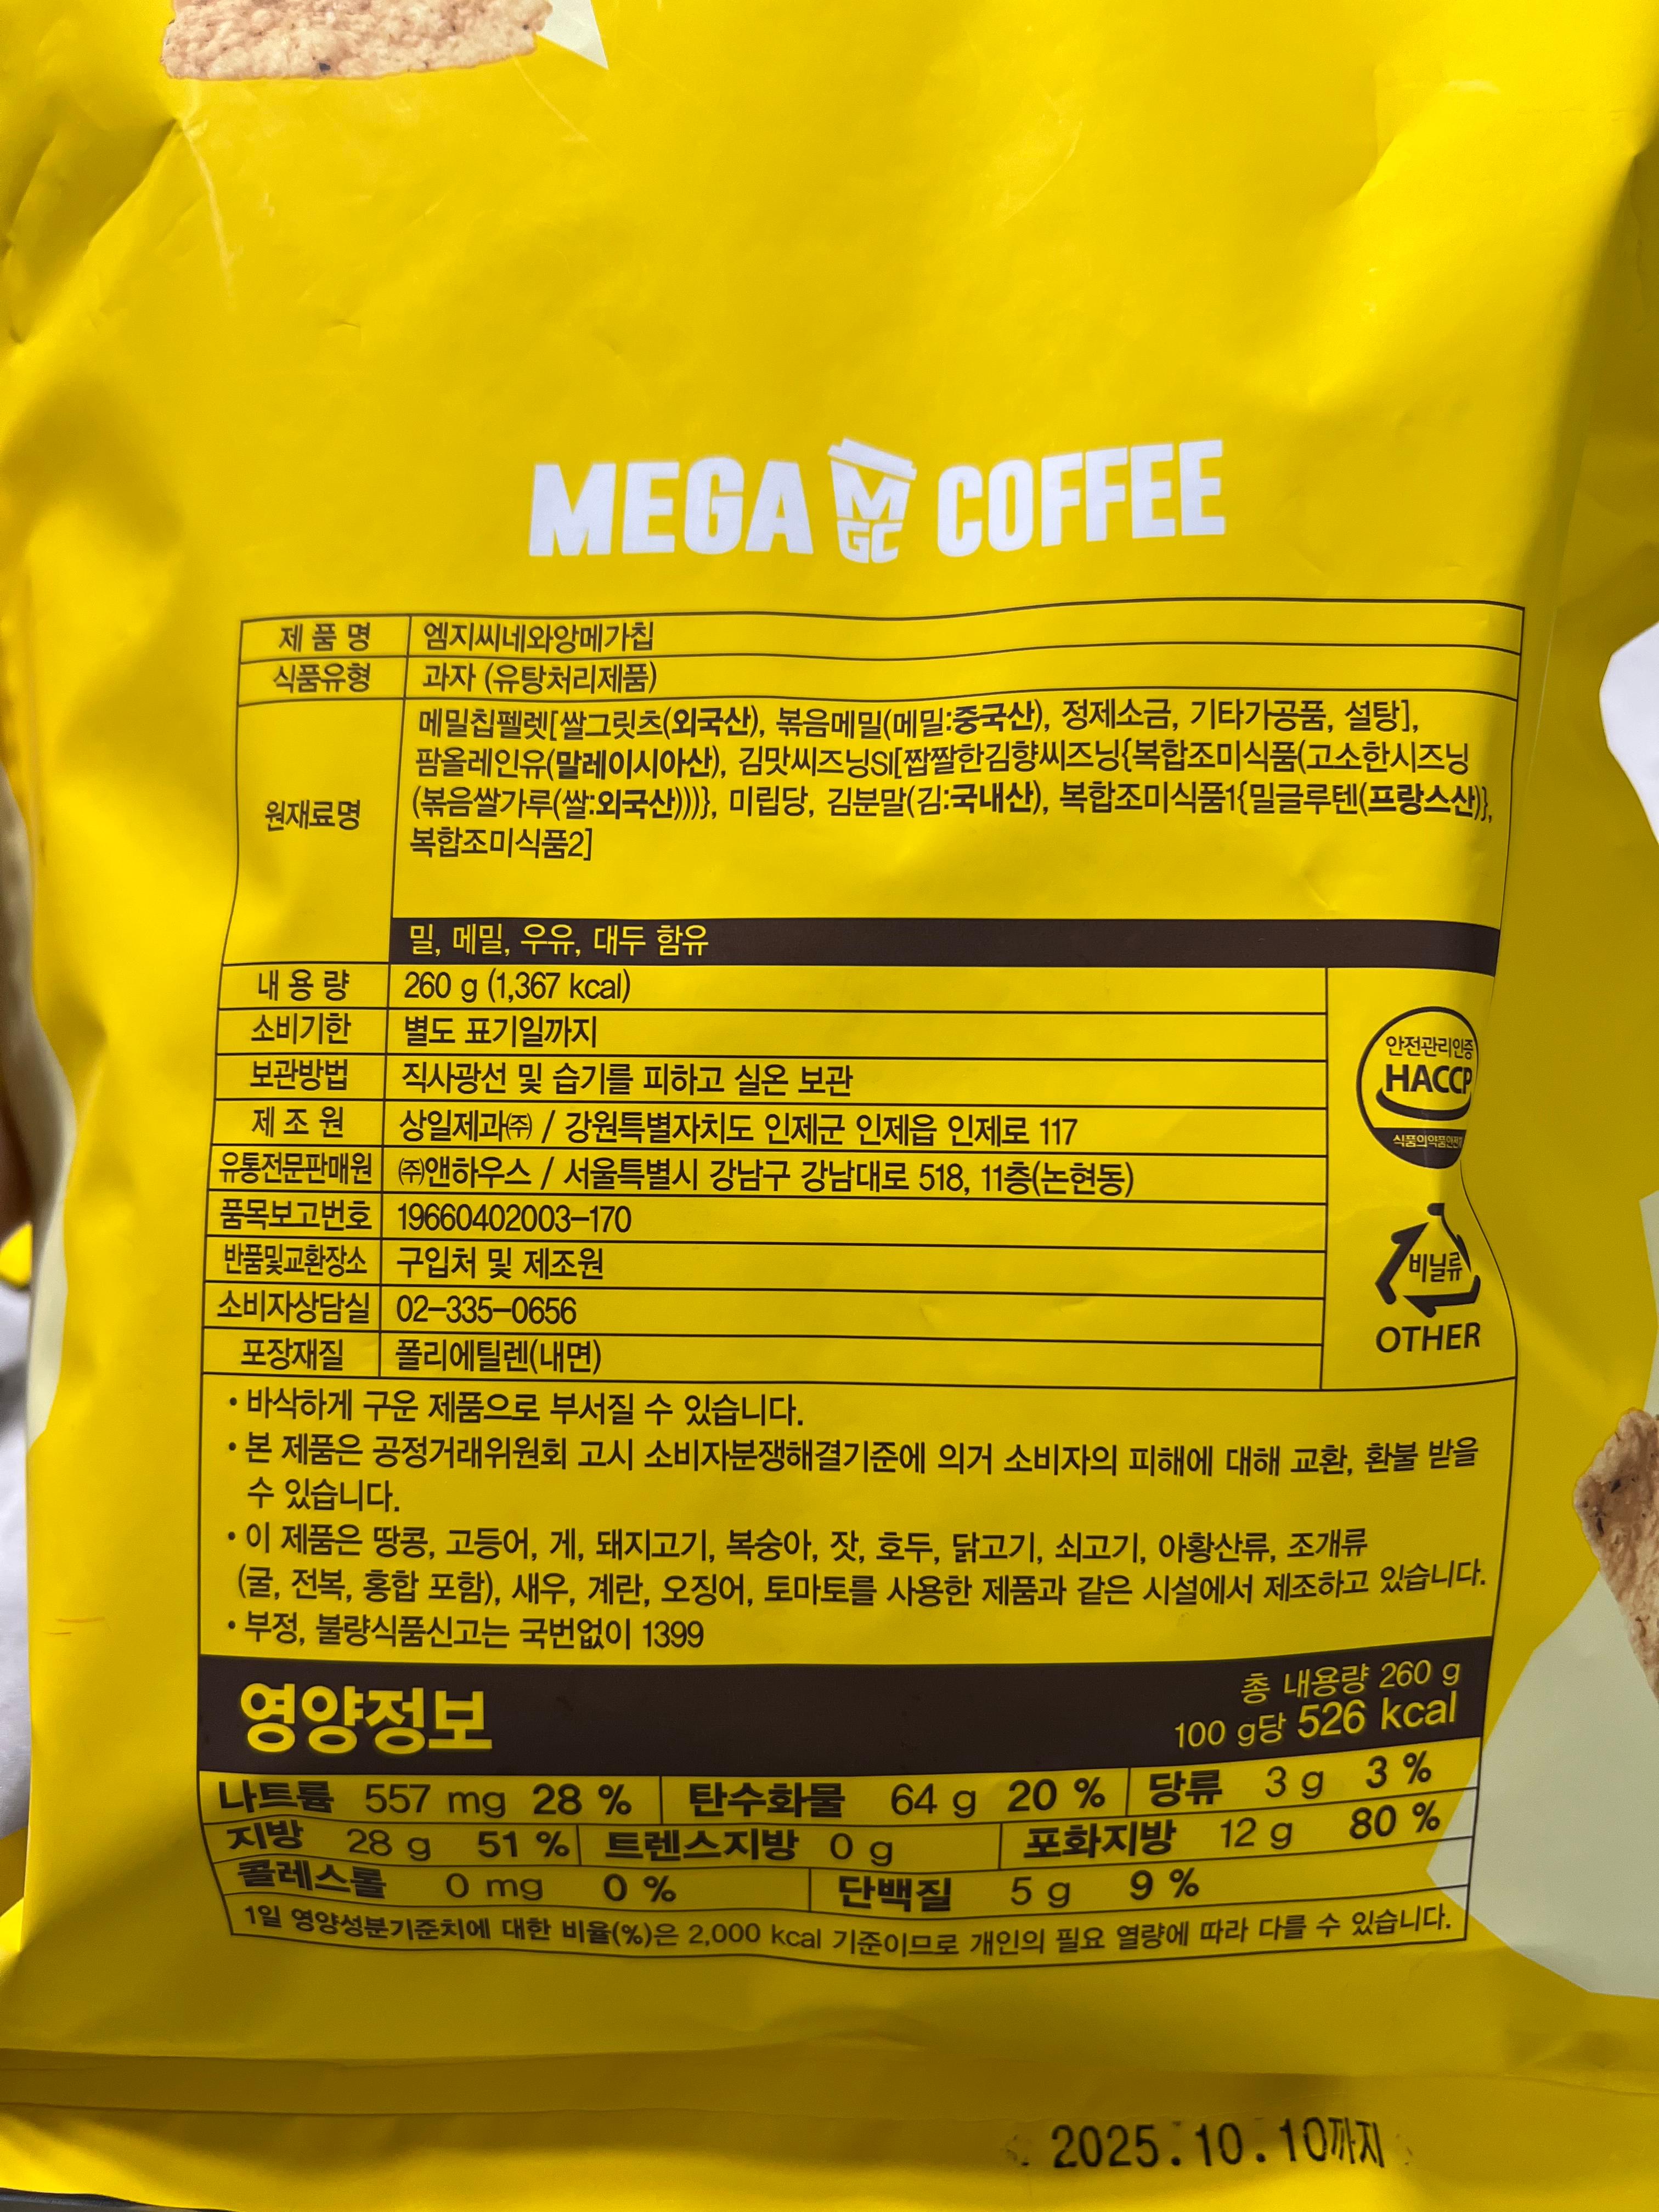 MEGA MGC COFFEE
제품명 엠지씨네와앙메가칩
식품유형 과자 (유탕처리제품)
원재료명 메밀칩펠렛[쌀그릿츠(외국산), 볶음메밀(메밀:중국산), 정제소금, 기타가공품, 설탕],
팜올레인유(말레이시아산), 김맛씨즈닝SI[짭짤한김향씨즈닝{복합조미식품(고소한시즈닝
(볶음쌀가루(쌀:외국산)))}, 미립당, 김분말(김:국내산), 복합조미식품1{밀글루텐(프랑스산)},
복합조미식품2]
밀, 메밀, 우유, 대두 함유
내용량 260 g (1,367 kcal)
소비기한 별도 표기일까지
보관방법 직사광선 및 습기를 피하고 실온 보관
제조원 상일제과㈜ / 강원특별자치도 인제군 인제읍 인제로 117
유통전문판매원 ㈜앤하우스 / 서울특별시 강남구 강남대로 518, 11층(논현동)
품목보고번호 19660402003-170
반품및교환장소 구입처 및 제조원
소비자상담실 02-335-0656
포장재질 폴리에틸렌(내면)
안전관리인증
HACCP
비닐류
OTHER
• 바삭하게 구운 제품으로 부서질 수 있습니다.
• 본 제품은 공정거래위원회 고시 소비자분쟁해결기준에 의거 소비자의 피해에 대해 교환, 환불 받을
수 있습니다.
• 이 제품은 땅콩, 고등어, 게, 돼지고기, 복숭아, 잣, 호두, 닭고기, 쇠고기, 아황산류, 조개류
(굴, 전복, 홍합 포함), 새우, 계란, 오징어, 토마토를 사용한 제품과 같은 시설에서 제조하고 있습니다.
• 부정, 불량식품신고는 국번없이 1399
영양정보
총 내용량 260 g
100 g당 526 kcal
나트륨 557 mg 28 % 탄수화물 64 g 20 % 당류 3 g 3 %
지방 28 g 51 % 트랜스지방 0 g 포화지방 12 g 80 %
콜레스롤 0 mg 0 % 단백질 5 g 9 %
1일 영양성분기준치에 대한 비율(%)은 2,000 kcal 기준이므로 개인의 필요 열량에 따라 다를 수 있습니다.
2025.10.10까지